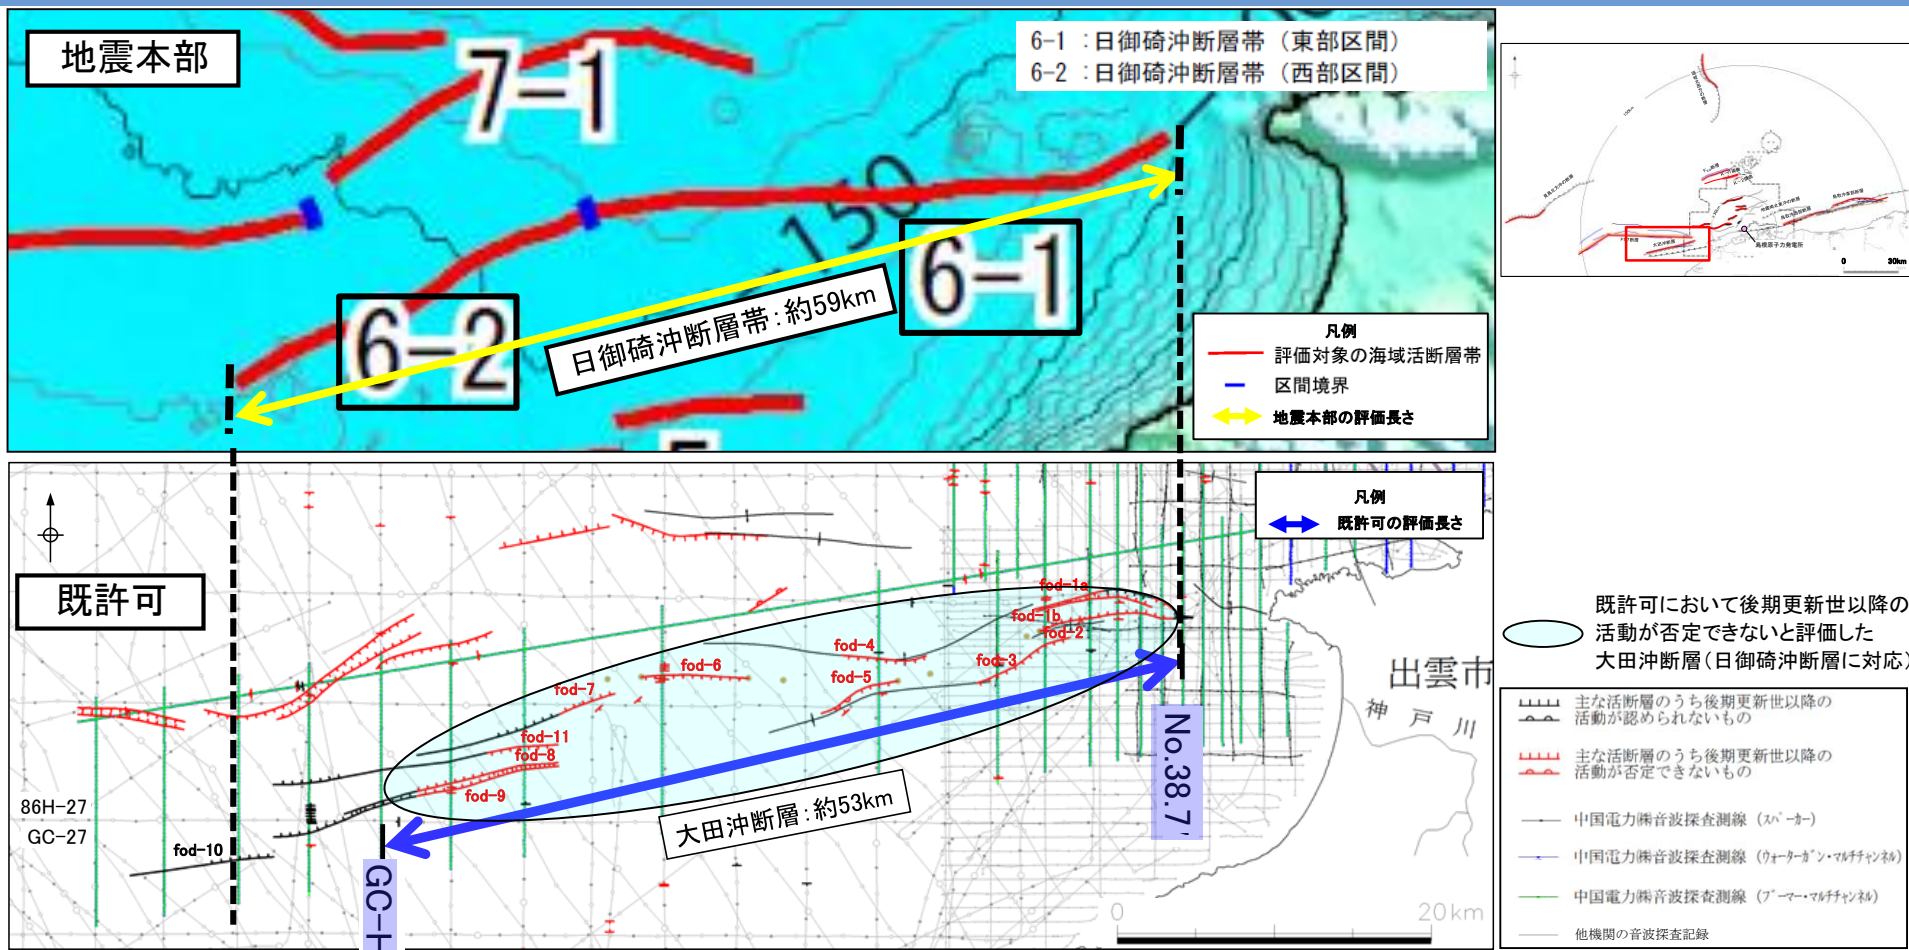 地震本部
7-1
6-1 ：日御碕沖断層帯（東部区間）
6-2 ：日御碕沖断層帯（西部区間）
150
6-1
6-2
日御碕沖断層帯：約59km
凡例
評価対象の海域活断層帯
区間境界
地震本部の評価長さ
島根原子力発電所
0 30km
既許可
凡例
既許可の評価長さ
fod-1a
fod-1b
fod-2
fod-3
fod-4
fod-5
fod-6
fod-7
fod-11
fod-8
fod-9
fod-10
86H-27
GC-27
大田沖断層：約53km
GC-H
No.38.7
出雲市
神戸川
0 20km
既許可において後期更新世以降の
活動が否定できないと評価した
大田沖断層（日御碕沖断層に対応）
主な活断層のうち後期更新世以降の
活動が認められないもの
主な活断層のうち後期更新世以降の
活動が否定できないもの
中国電力㈱音波探査測線（スパーカー）
中国電力㈱音波探査測線（ウォーターガン・マルチチャンネル）
中国電力㈱音波探査測線（ブーマー・マルチチャンネル）
他機関の音波探査記録